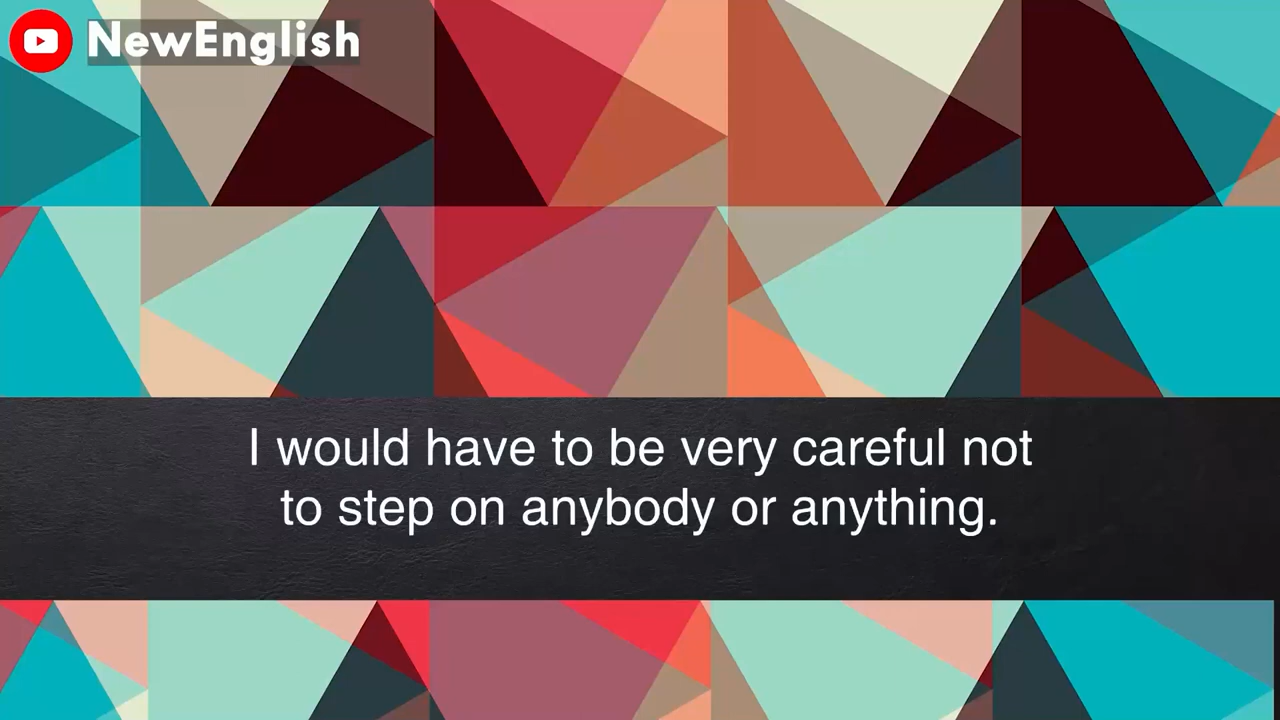 NewEnglish
I would have to be very careful not
to step on anybody or anything.